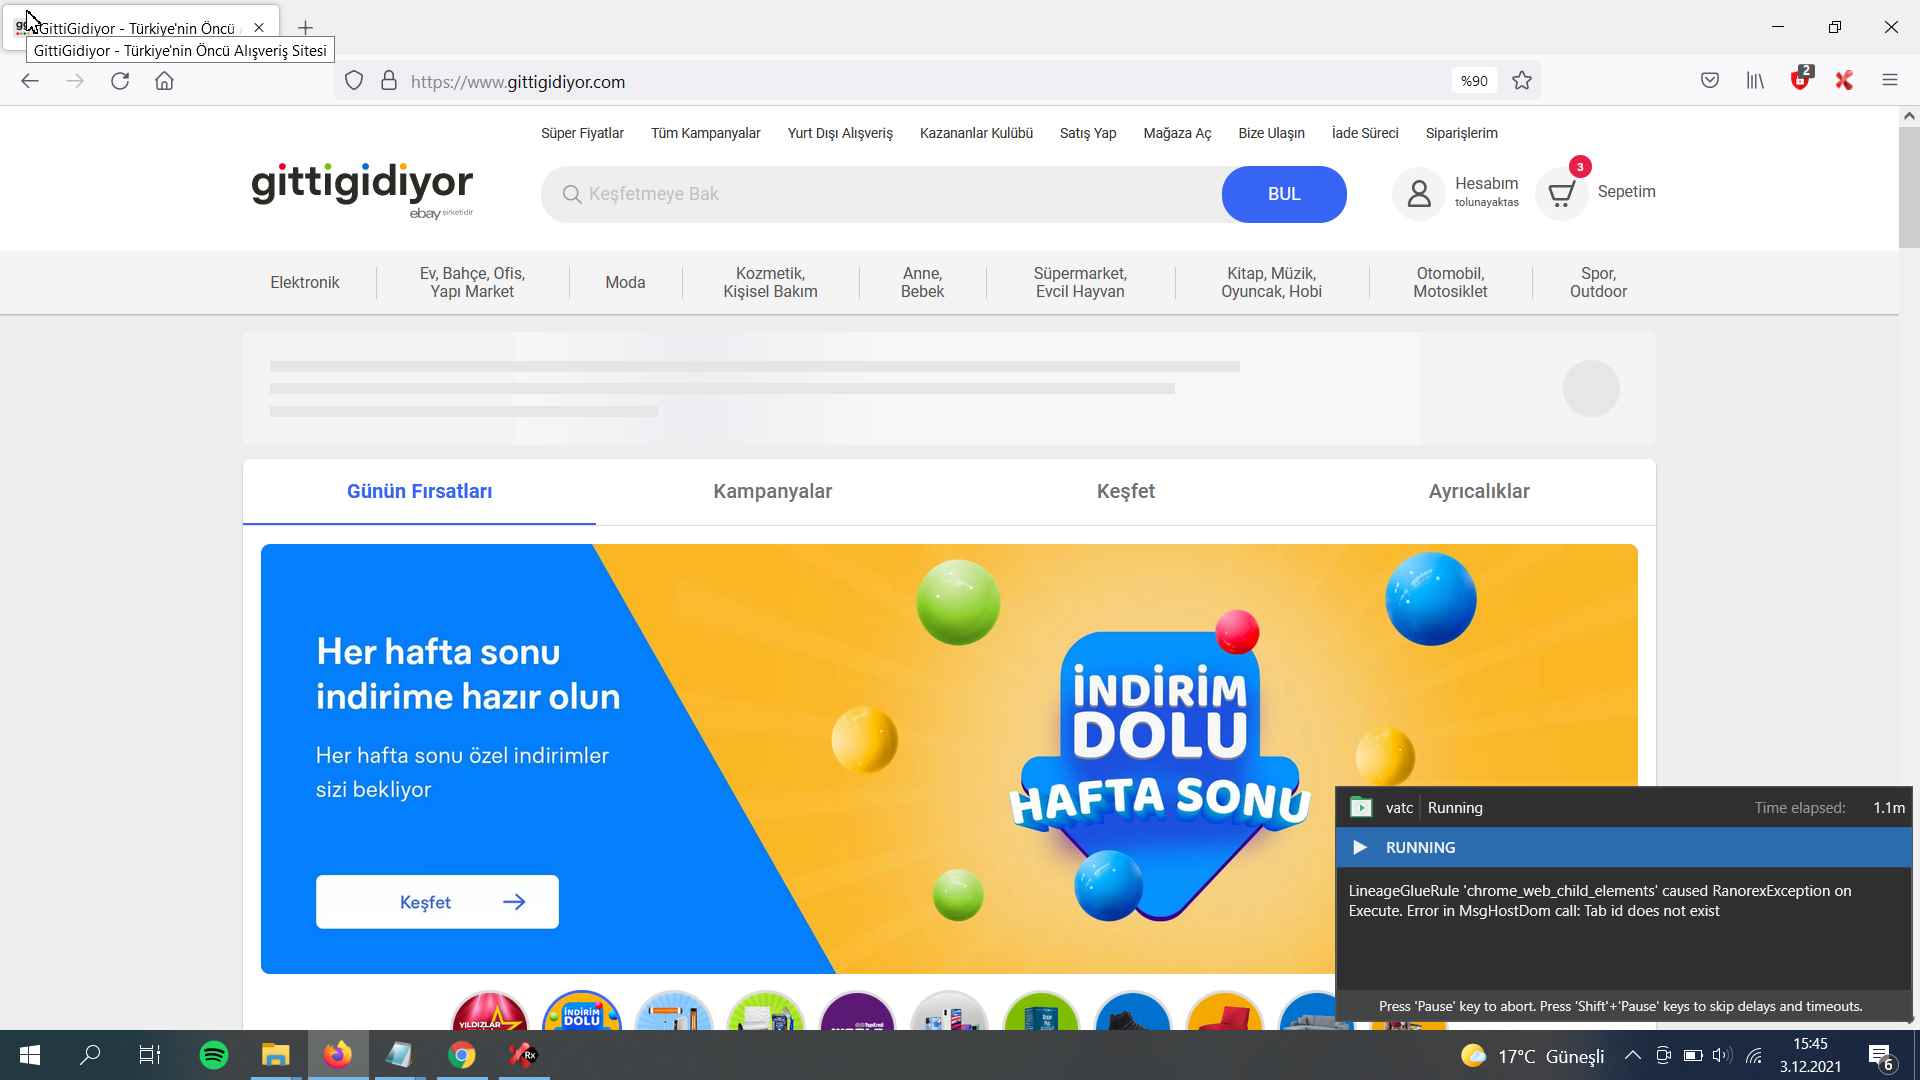 GittiGidiyor - Türkiye'nin Öncü
GittiGidiyor - Türkiye'nin Öncü Alışveriş Sitesi
https://www.gittigidiyor.com
%90
2
Süper Fiyatlar Tüm Kampanyalar Yurt Dışı Alışveriş Kazananlar Kulübü Satış Yap Mağaza Aç Bize Ulaşın İade Süreci Siparişlerim
gittigidiyor
ebay şirketidir
Keşfetmeye Bak
BUL
Hesabım
tolunayaktas
3
Sepetim
Elektronik
Ev, Bahçe, Ofis,
Yapı Market
Moda
Kozmetik,
Kişisel Bakım
Anne,
Bebek
Süpermarket,
Evcil Hayvan
Kitap, Müzik,
Oyuncak, Hobi
Otomobil,
Motosiklet
Spor,
Outdoor
Günün Fırsatları Kampanyalar Keşfet Ayrıcalıklar
Her hafta sonu
indirime hazır olun
Her hafta sonu özel indirimler
sizi bekliyor
Keşfet
İNDİRİM
DOLU
HAFTA SONU
YILDIZLAR
İNDİRİM
DOLU
vatc Running Time elapsed: 1.1m
RUNNING
LineageGlueRule 'chrome_web_child_elements' caused RanorexException on
Execute. Error in MsgHostDom call: Tab id does not exist
Press 'Pause' key to abort. Press 'Shift'+'Pause' keys to skip delays and timeouts.
Rx
17°C Güneşli
15:45
3.12.2021
6